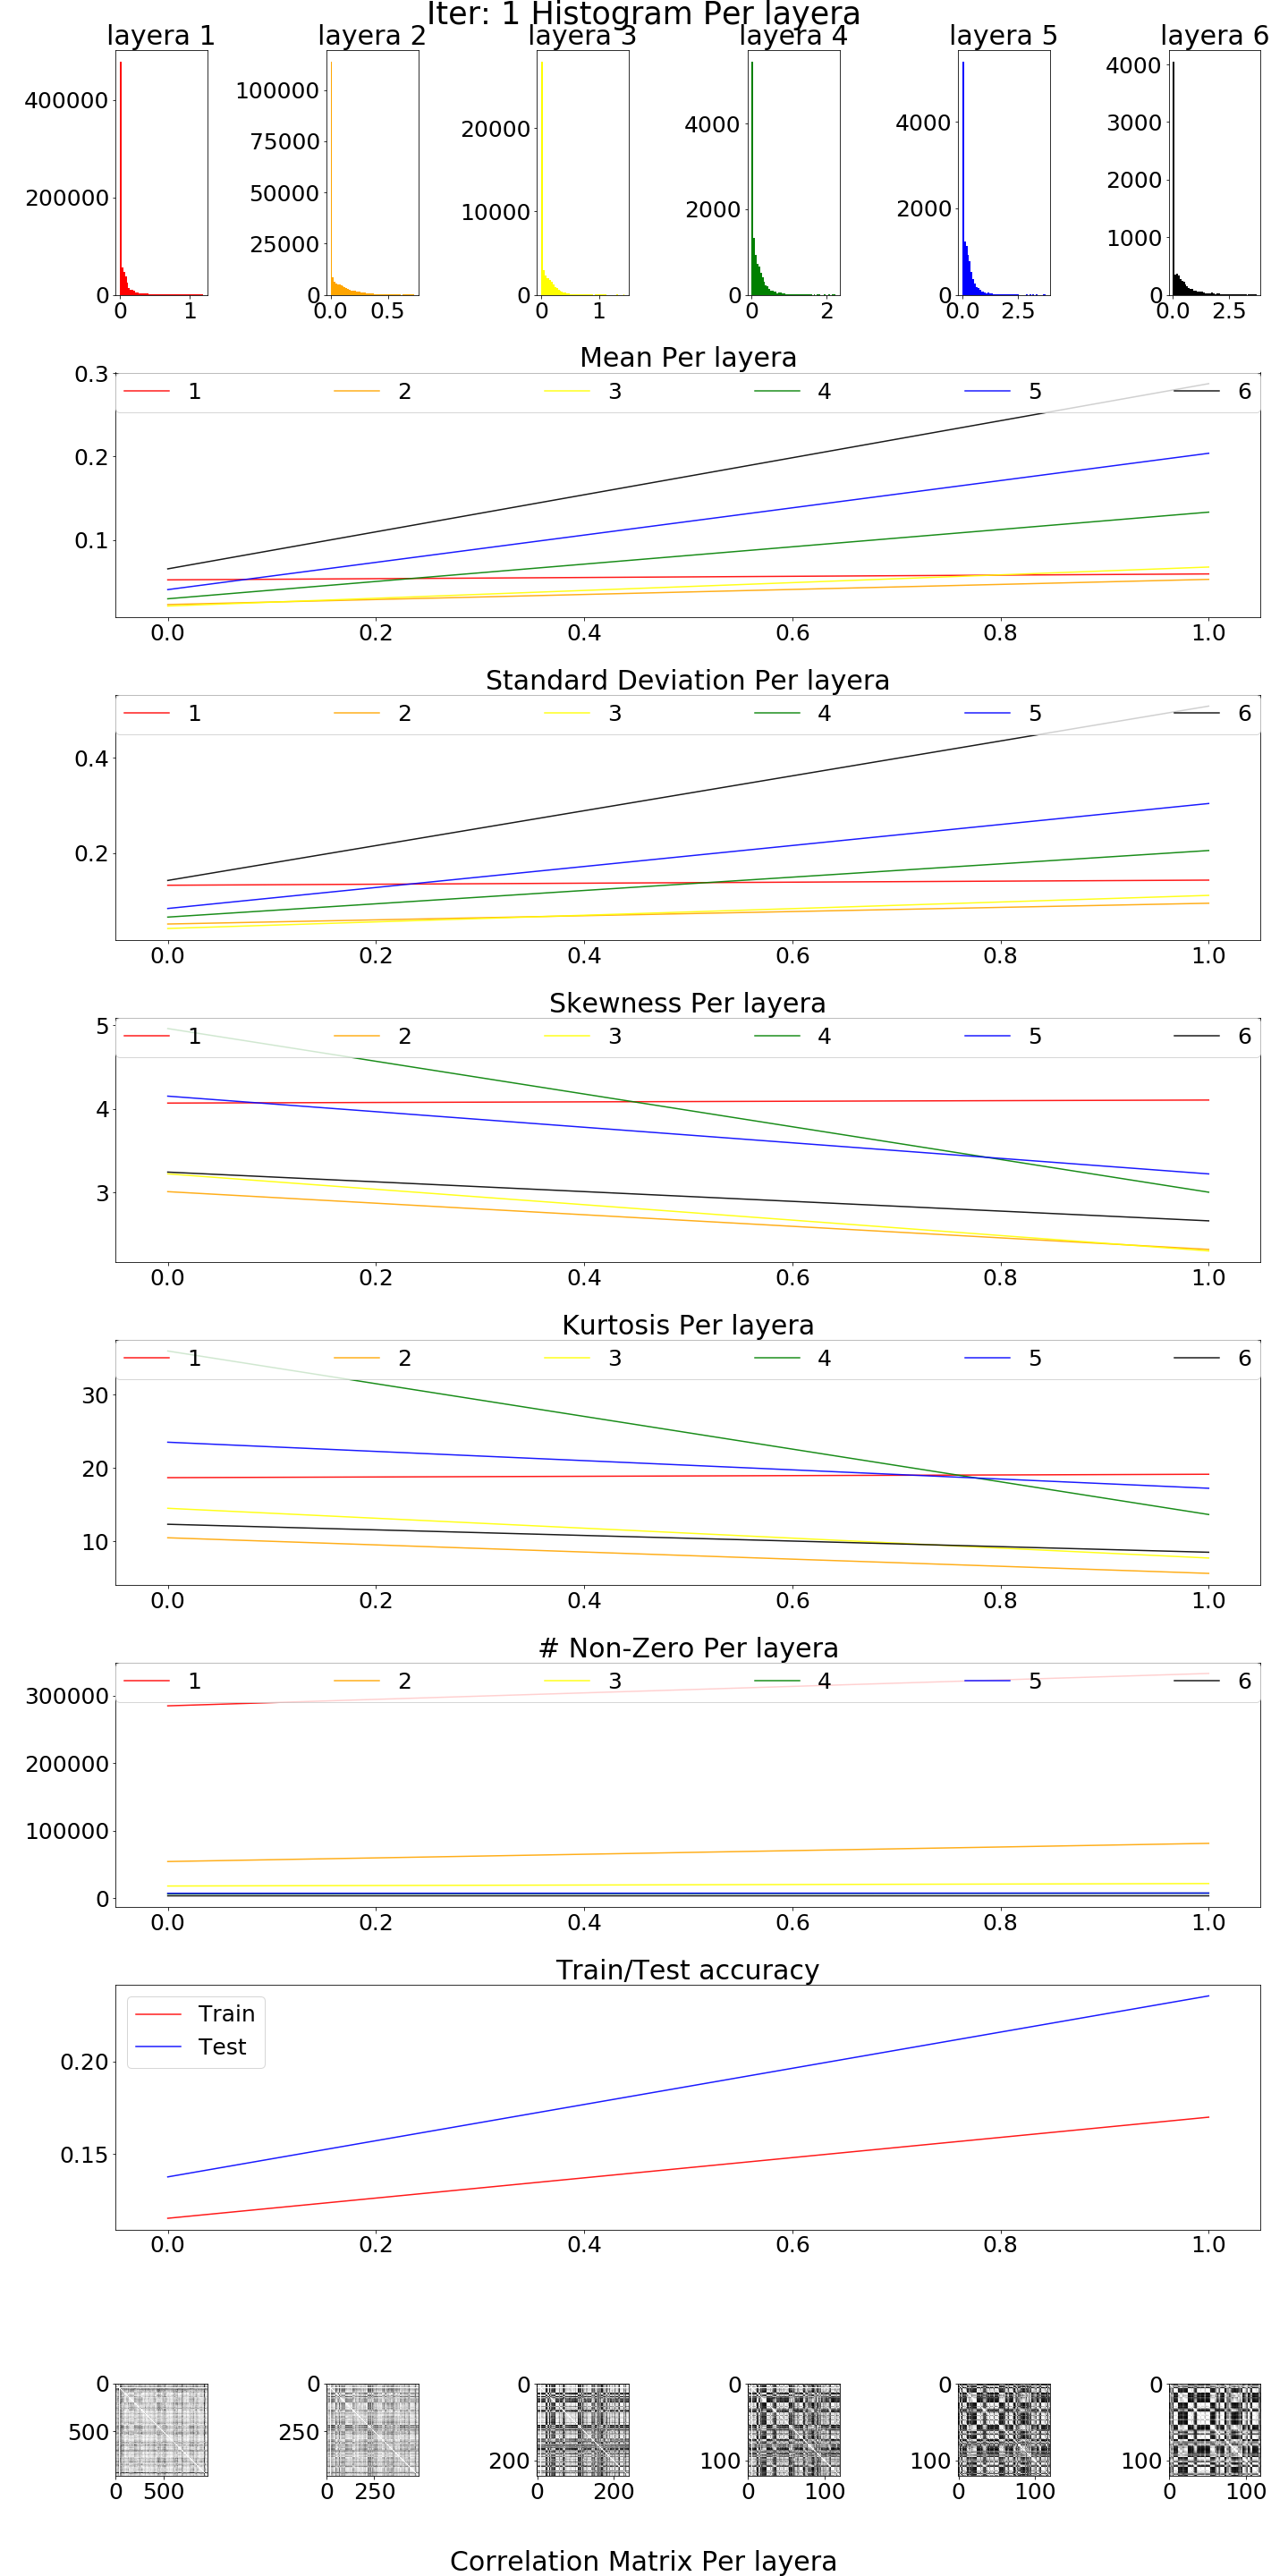 Iter: 1 Histogram Per layera
layera 1 layera 2 layera 3 layera 4 layera 5 layera 6
400000 200000 0 0 1
100000 75000 50000 25000 0 0.0 0.5
20000 10000 0 0 1
4000 2000 0 0 2
4000 2000 0 0.0 2.5
4000 3000 2000 1000 0 0.0 2.5
Mean Per layera
1 2 3 4 5 6
0.3
0.2
0.1
0.0 0.2 0.4 0.6 0.8 1.0
Standard Deviation Per layera
1 2 3 4 5 6
0.4
0.2
0.0 0.2 0.4 0.6 0.8 1.0
Skewness Per layera
1 2 3 4 5 6
5
4
3
0.0 0.2 0.4 0.6 0.8 1.0
Kurtosis Per layera
1 2 3 4 5 6
30
20
10
0.0 0.2 0.4 0.6 0.8 1.0
# Non-Zero Per layera
1 2 3 4 5 6
300000
200000
100000
0
0.0 0.2 0.4 0.6 0.8 1.0
Train/Test accuracy
Train
Test
0.20
0.15
0.0 0.2 0.4 0.6 0.8 1.0
0 0 0 0 0 0
500 250 200 100 100 100
0 500 0 250 0 200 0 100 0 100 0 100
Correlation Matrix Per layera